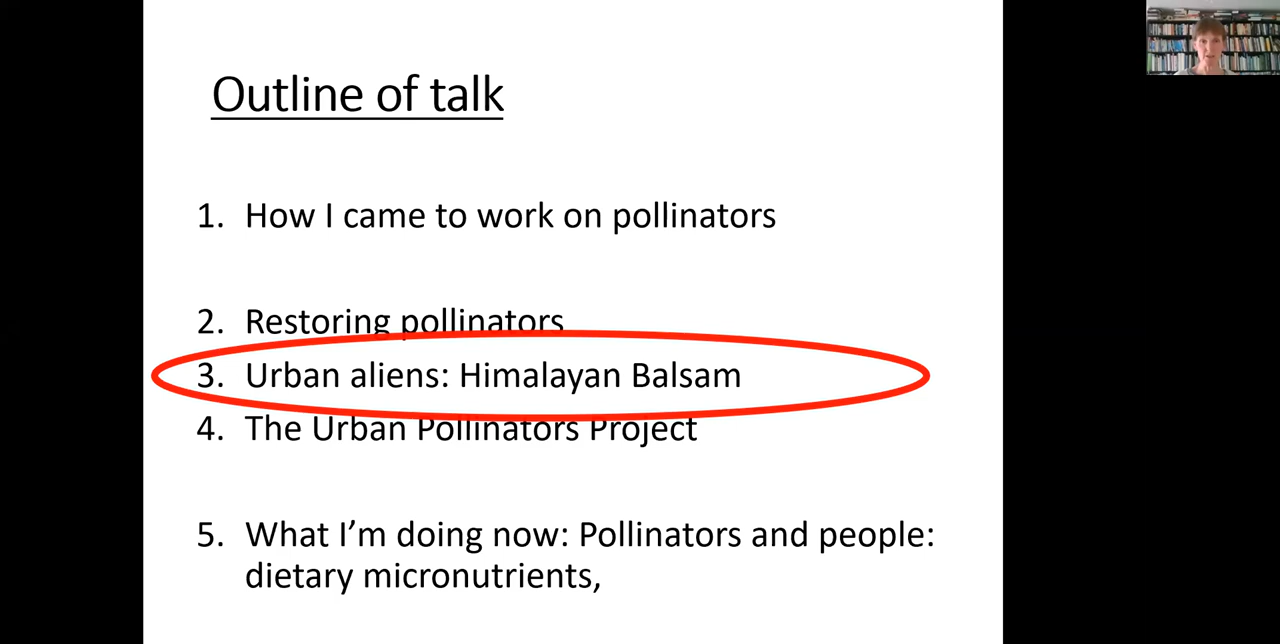 Outline of talk
1. How I came to work on pollinators
2. Restoring pollinators
3. Urban aliens: Himalayan Balsam
4. The Urban Pollinators Project
5. What I’m doing now: Pollinators and people:
dietary micronutrients,